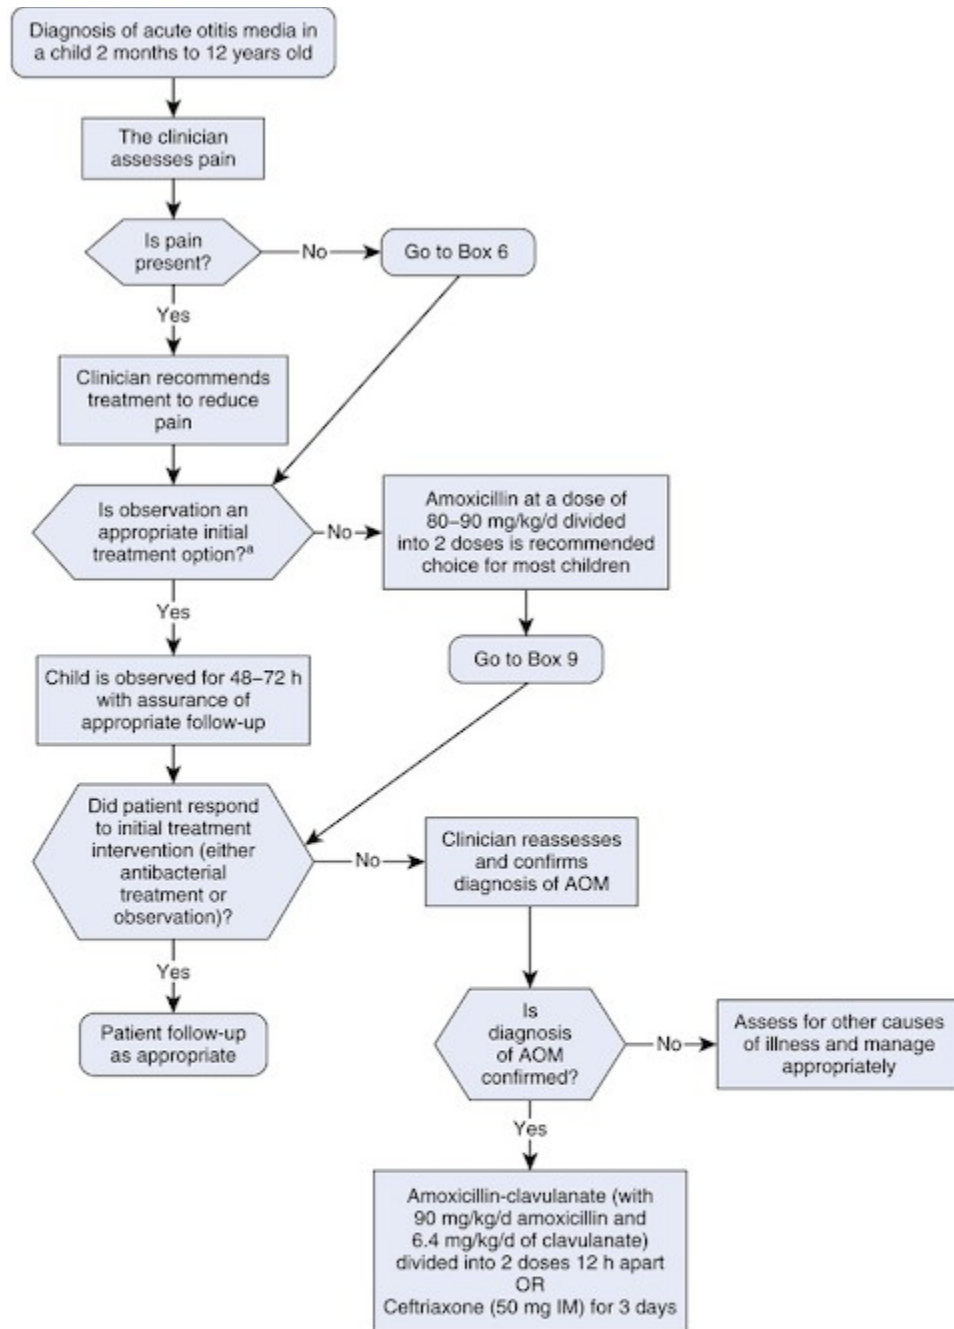 Diagnosis of acute otitis media in
a child 2 months to 12 years old
The clinician
assesses pain
Is pain
present?
No
Go to Box 6
Yes
Clinician recommends
treatment to reduce
pain
Is observation an
appropriate initial
treatment option?ª
No
Amoxicillin at a dose of
80–90 mg/kg/d divided
into 2 doses is recommended
choice for most children
Yes
Go to Box 9
Child is observed for 48–72 h
with assurance of
appropriate follow-up
Did patient respond
to initial treatment
intervention (either
antibacterial
treatment or
observation)?
No
Clinician reassesses
and confirms
diagnosis of AOM
Yes
Patient follow-up
as appropriate
Is
diagnosis
of AOM
confirmed?
No
Assess for other causes
of illness and manage
appropriately
Yes
Amoxicillin-clavulanate (with
90 mg/kg/d amoxicillin and
6.4 mg/kg/d of clavulanate)
divided into 2 doses 12 h apart
OR
Ceftriaxone (50 mg IM) for 3 days